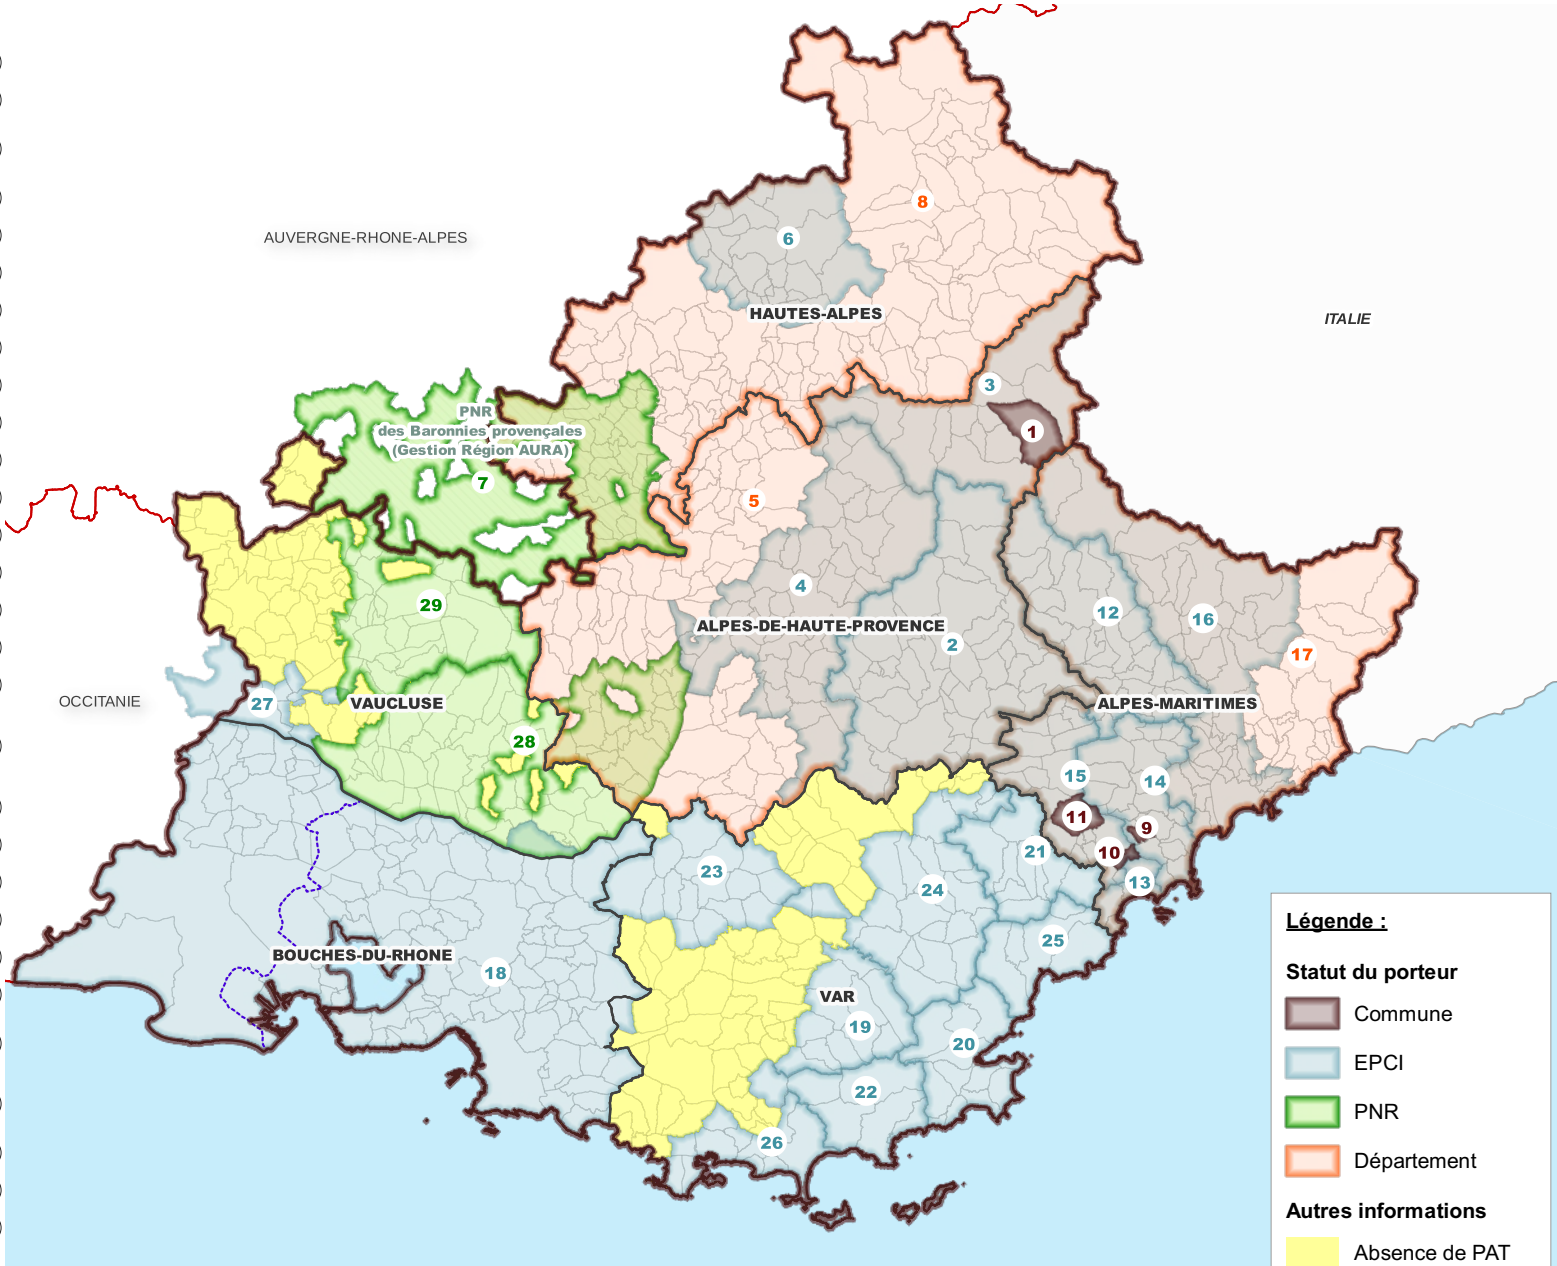 8
AUVERGNE-RHONE-ALPES
6
HAUTES-ALPES
ITALIE
3
PNR
des Baronnies provençales
(Gestion Région AURA)
1
7
5
4
29
12
16
ALPES-DE-HAUTE-PROVENCE
2
17
OCCITANIE
27
VAUCLUSE
ALPES-MARITIMES
28
15
14
11
9
10
21
23
13
24
25
BOUCHES-DU-RHONE
18
VAR
19
20
22
26
Légende :
Statut du porteur
Commune
EPCI
PNR
Département
Autres informations
Absence de PAT